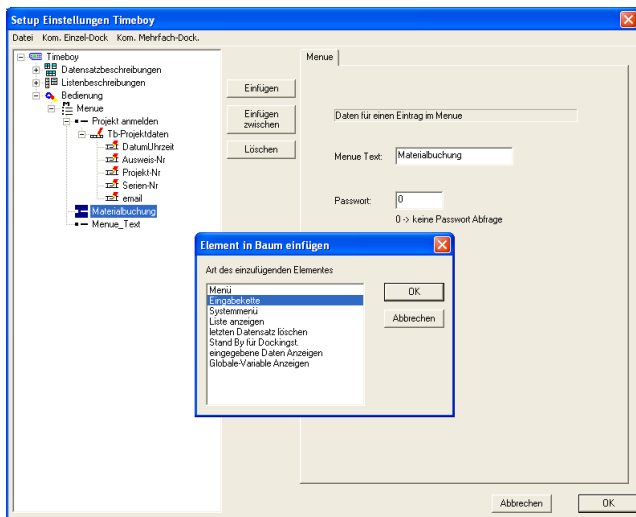 Setup Einstellungen Timeboy
Datei Kom. Einzel-Dock Kom. Mehrfach-Dock.
Timeboy
Datensatzbeschreibungen
Listenbeschreibungen
Bedienung
Menue
Projekt anmelden
Tb-Projektdaten
DatumUhrzeit
Ausweis-Nr
Projekt-Nr
Serien-Nr
email
Materialbuchung
Menue_Text
Einfügen
Einfügen
zwischen
Löschen
Menue
Daten für einen Eintrag im Menue
Menue Text: Materialbuchung
Passwort: 0
0 -> keine Passwort Abfrage
Element in Baum einfügen
Art des einzufügenden Elementes
Menü
Eingabekette
Systemmenü
Liste anzeigen
letzten Datensatz löschen
Stand By für Dockingst.
eingegebene Daten Anzeigen
Globale-Variable Anzeigen
OK
Abbrechen
Abbrechen OK